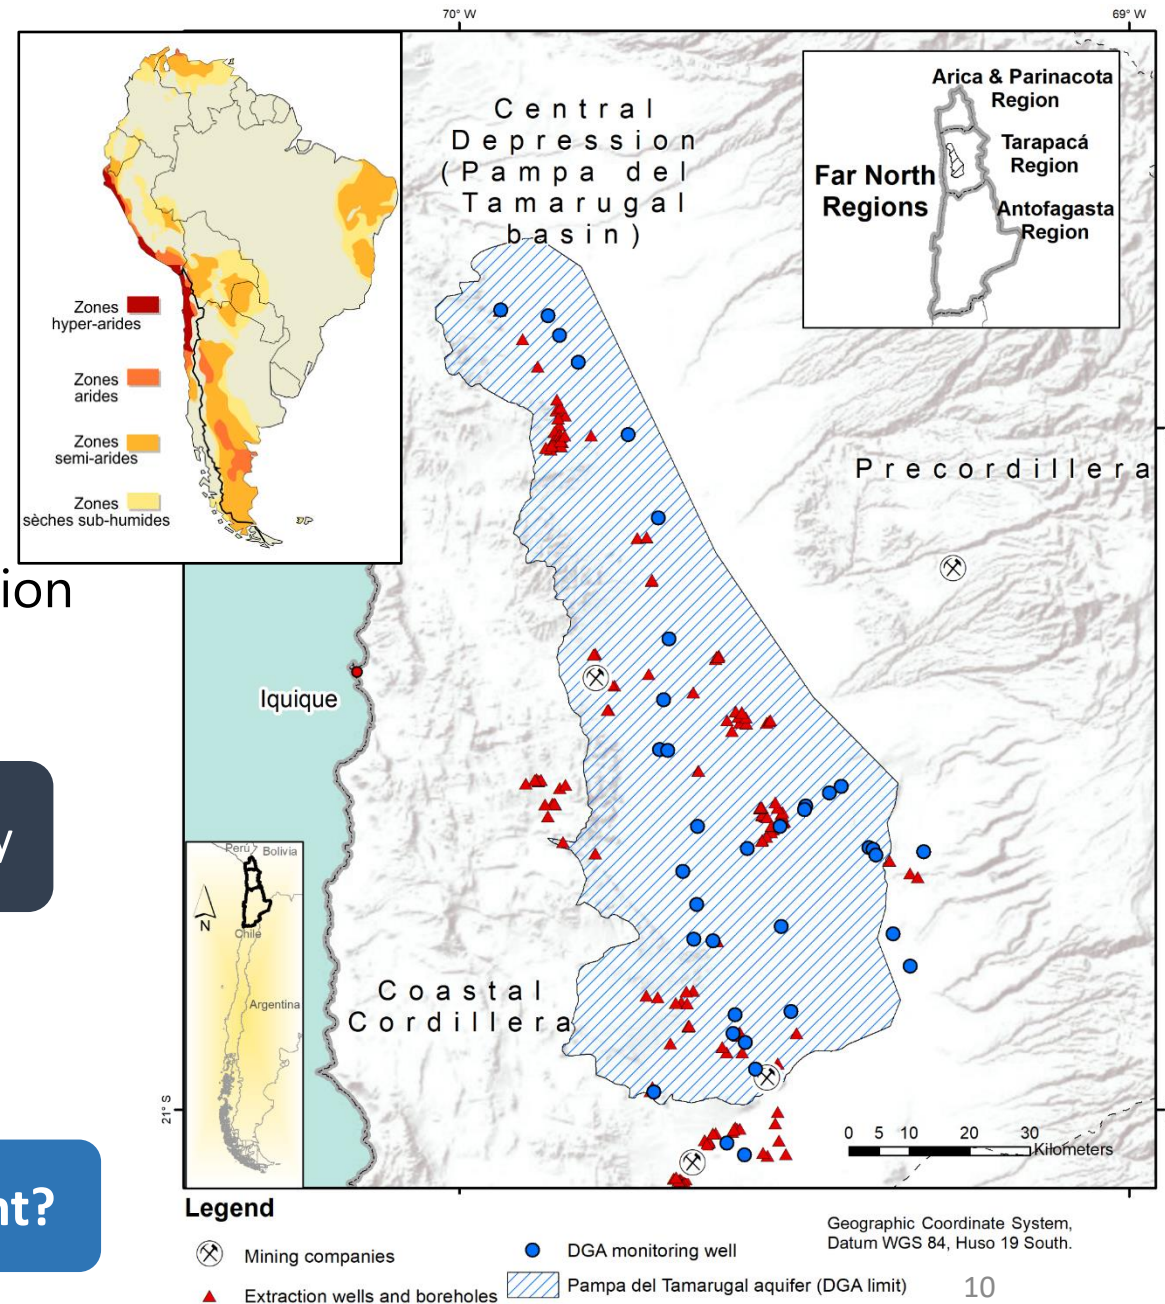 70° W
69° W
Central
Depression
(Pampa del
Tamarugal
basin)
Arica & Parinacota
Region
Tarapacá
Region
Far North
Regions
Antofagasta
Region
Zones
hyper-arides
Zones
arides
Zones
semi-arides
Zones
sèches sub-humides
Precordillera
ion
Iquique
y
Perú
Bolivia
N
Chile
Argentina
Coastal
Cordillera
21° S
0 5 10 20 30
Kilometers
nt?
Legend
Mining companies
Extraction wells and boreholes
DGA monitoring well
Pampa del Tamarugal aquifer (DGA limit)
Geographic Coordinate System,
Datum WGS 84, Huso 19 South.
10